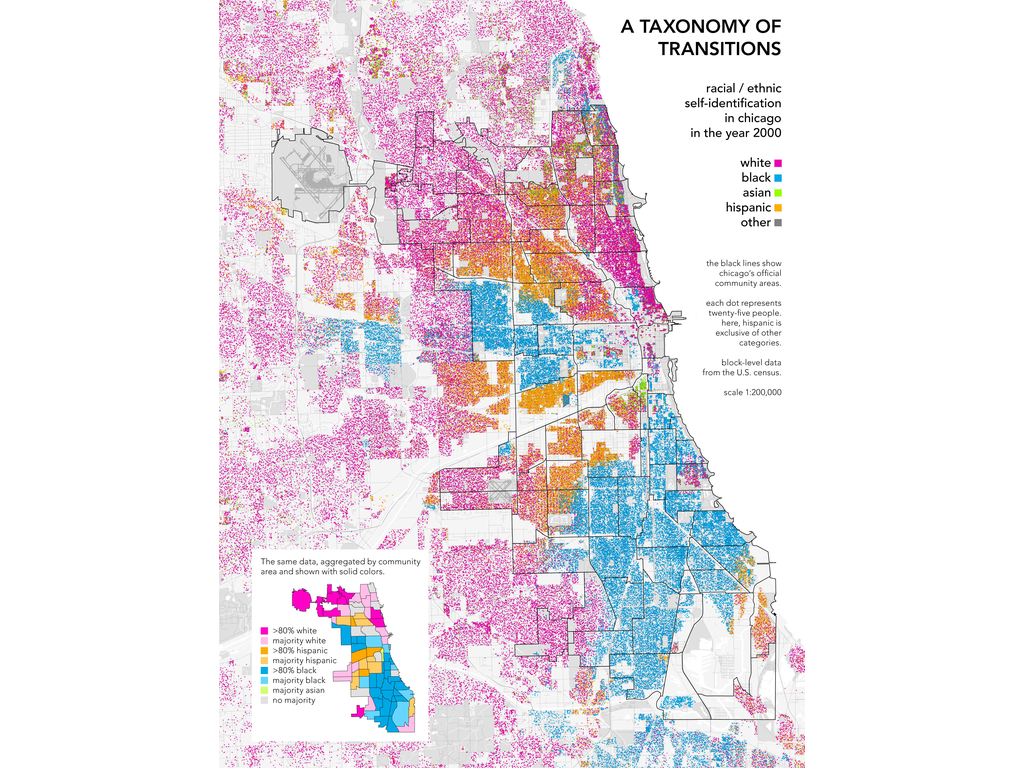 A TAXONOMY OF
TRANSITIONS
racial / ethnic
self-identification
in chicago
in the year 2000
white
black
asian
hispanic
other
the black lines show
chicago's official
community areas.
each dot represents
twenty-five people.
here, hispanic is
exclusive of other
categories.
block-level data
from the U.S. census.
scale 1:200,000
The same data, aggregated by community
area and shown with solid colors.
>80% white
majority white
>80% hispanic
majority hispanic
>80% black
majority black
majority asian
no majority